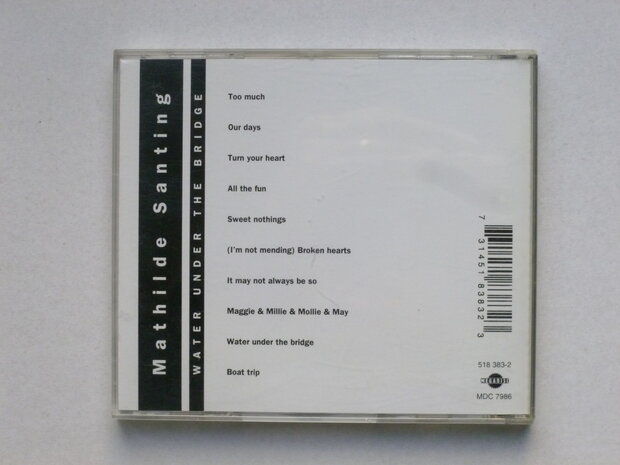 Mathilde Santing
WATER UNDER THE BRIDGE
Too much
Our days
Turn your heart
All the fun
Sweet nothings
(I'm not mending) Broken hearts
It may not always be so
Maggie & Millie & Mollie & May
Water under the bridge
Boat trip
7 31451 83832 3
518 383-2
MEGADISC
MDC 7986